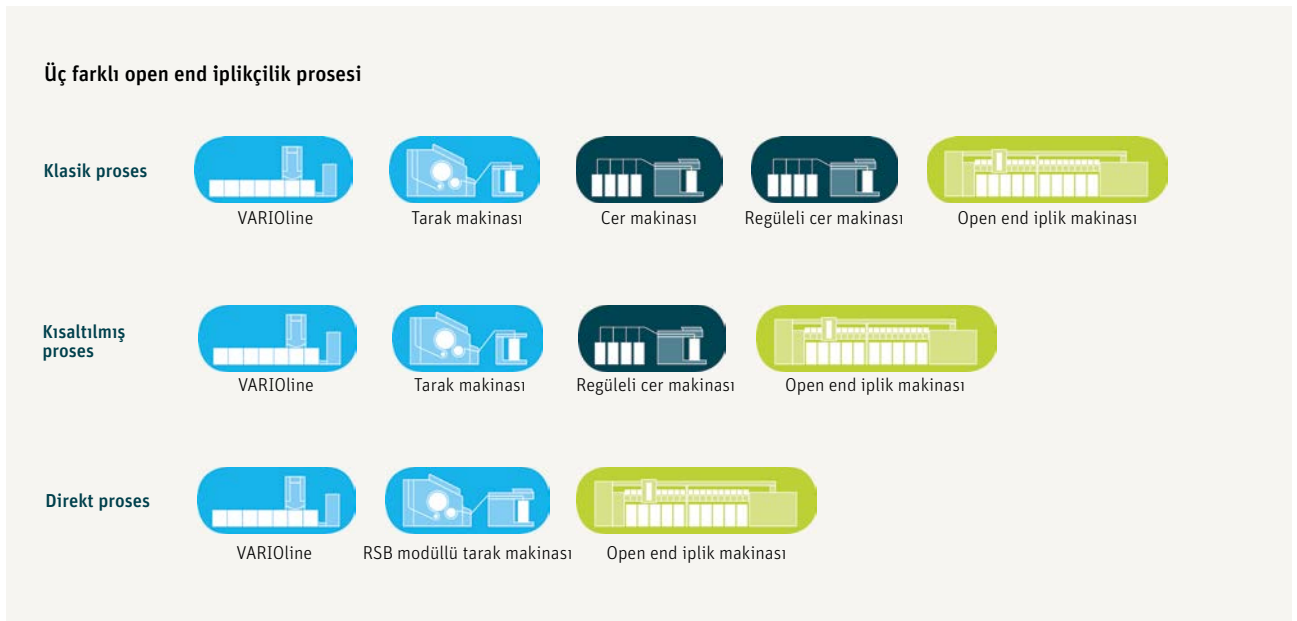 Üç farklı open end iplikçilik prosesi
Klasik proses
VARIOline
Tarak makinası
Cer makinası
Regüleli cer makinası
Open end iplik makinası
Kısaltılmış
proses
VARIOline
Tarak makinası
Regüleli cer makinası
Open end iplik makinası
Direkt proses
VARIOline
RSB modüllü tarak makinası
Open end iplik makinası